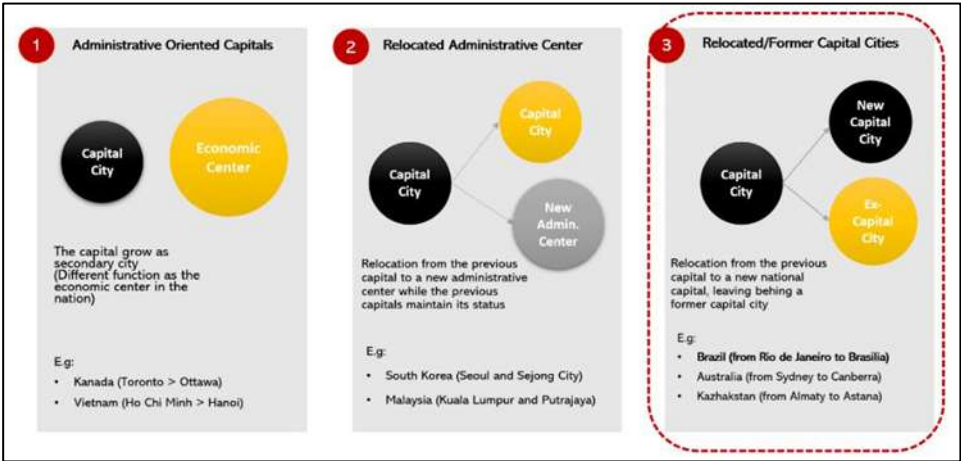 1
Administrative Oriented Capitals
Capital
City
Economic
Center
The capital grow as
secondary city
(Different function as the
economic center in the
nation)
E.g:
• Kanada (Toronto > Ottawa)
• Vietnam (Ho Chi Minh > Hanoi)
2
Relocated Administrative Center
Capital
City
Capital
City
New
Admin.
Center
Relocation from the previous
capital to a new administrative
center while the previous
capitals maintain its status
E.g:
• South Korea (Seoul and Sejong City)
• Malaysia (Kuala Lumpur and Putrajaya)
3
Relocated/Former Capital Cities
New
Capital
City
Capital
City
Ex-
Capital
City
Relocation from the previous
capital to a new national
capital, leaving behing a
former capital city
E.g:
• Brazil (from Rio de Janeiro to Brasilia)
• Australia (from Sydney to Canberra)
• Kazhakstan (from Almaty to Astana)